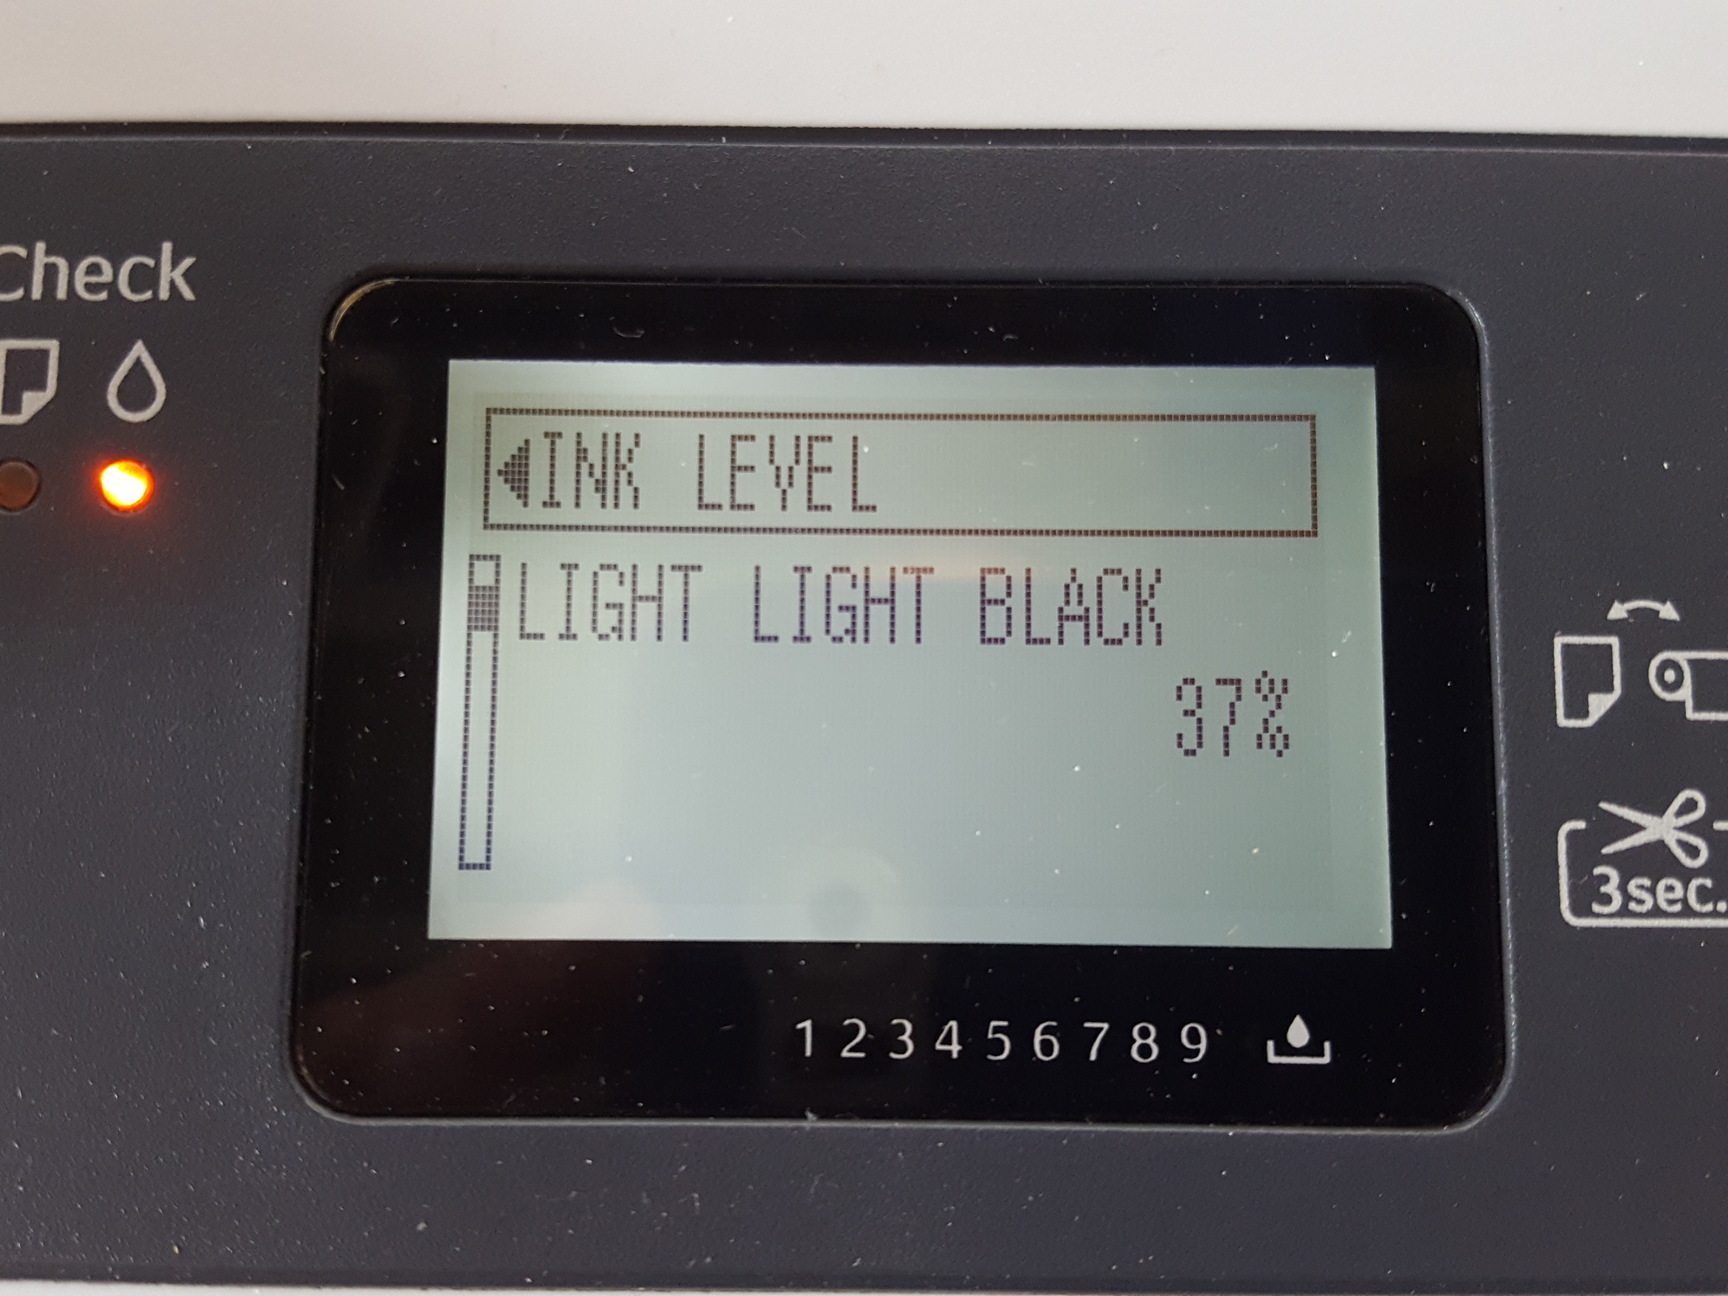 Check
INK LEVEL
LIGHT LIGHT BLACK
37%
3sec.
1 2 3 4 5 6 7 8 9